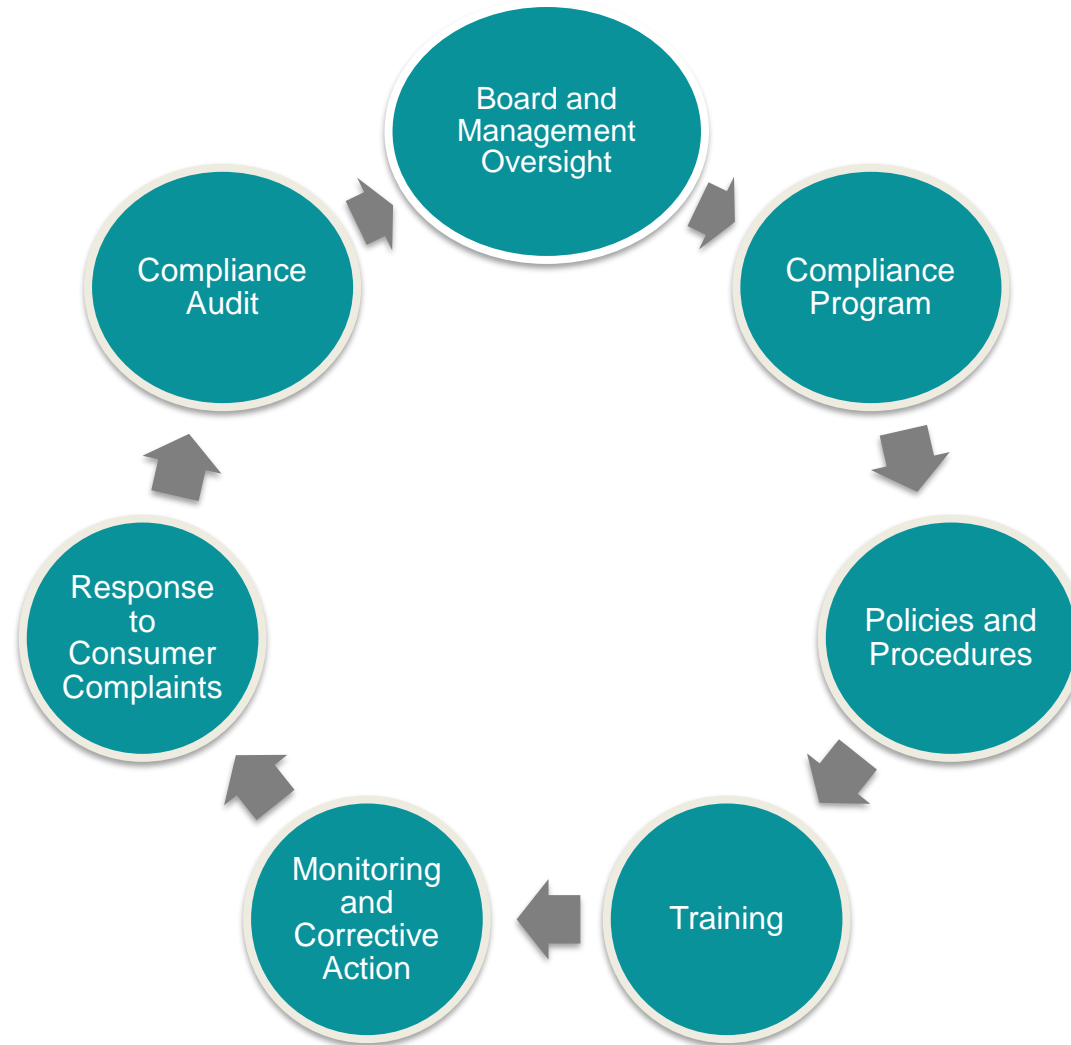 Board and
Management
Oversight
Compliance
Program
Policies and
Procedures
Training
Monitoring
and
Corrective
Action
Response
to
Consumer
Complaints
Compliance
Audit